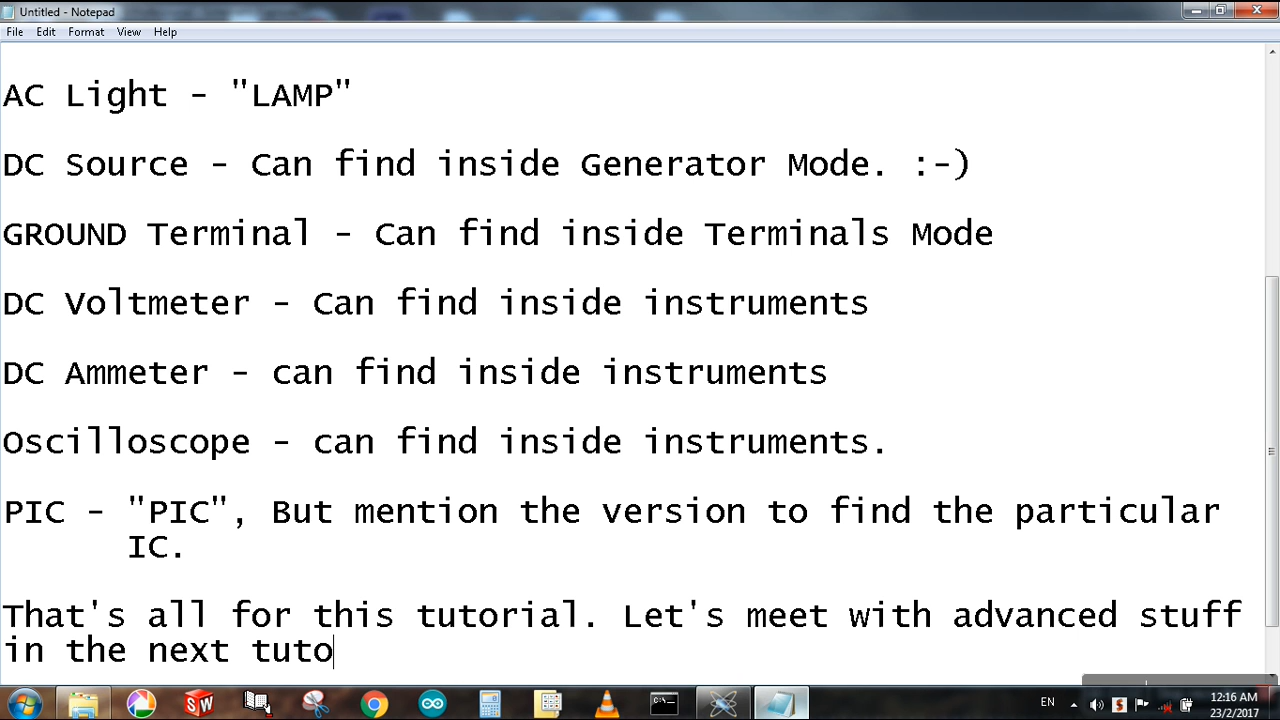 Untitled - Notepad
File Edit Format View Help
AC Light - "LAMP"
DC Source - Can find inside Generator Mode. :-)
GROUND Terminal - Can find inside Terminals Mode
DC Voltmeter - Can find inside instruments
DC Ammeter - can find inside instruments
Oscilloscope - can find inside instruments.
PIC - "PIC", But mention the version to find the particular
IC.
That's all for this tutorial. Let's meet with advanced stuff
in the next tuto
EN
12:16 AM
23/2/2017